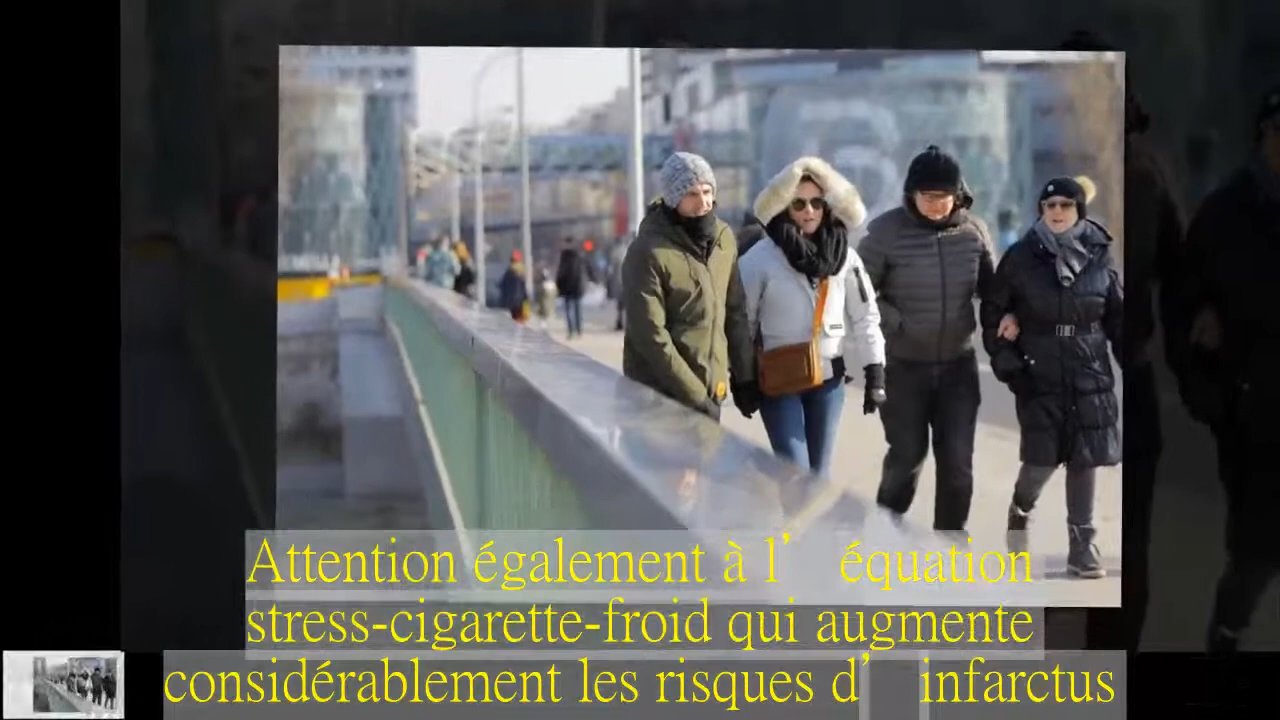 Attention également à l’ équation
stress-cigarette-froid qui augmente
considérablement les risques d’ infarctus